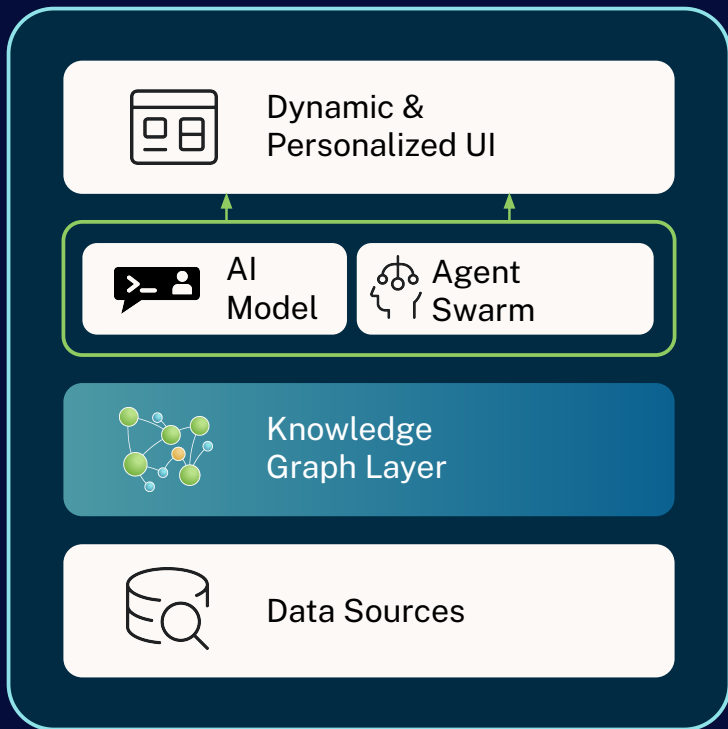 Dynamic &
Personalized UI
AI
Model
Agent
Swarm
Knowledge
Graph Layer
Data Sources